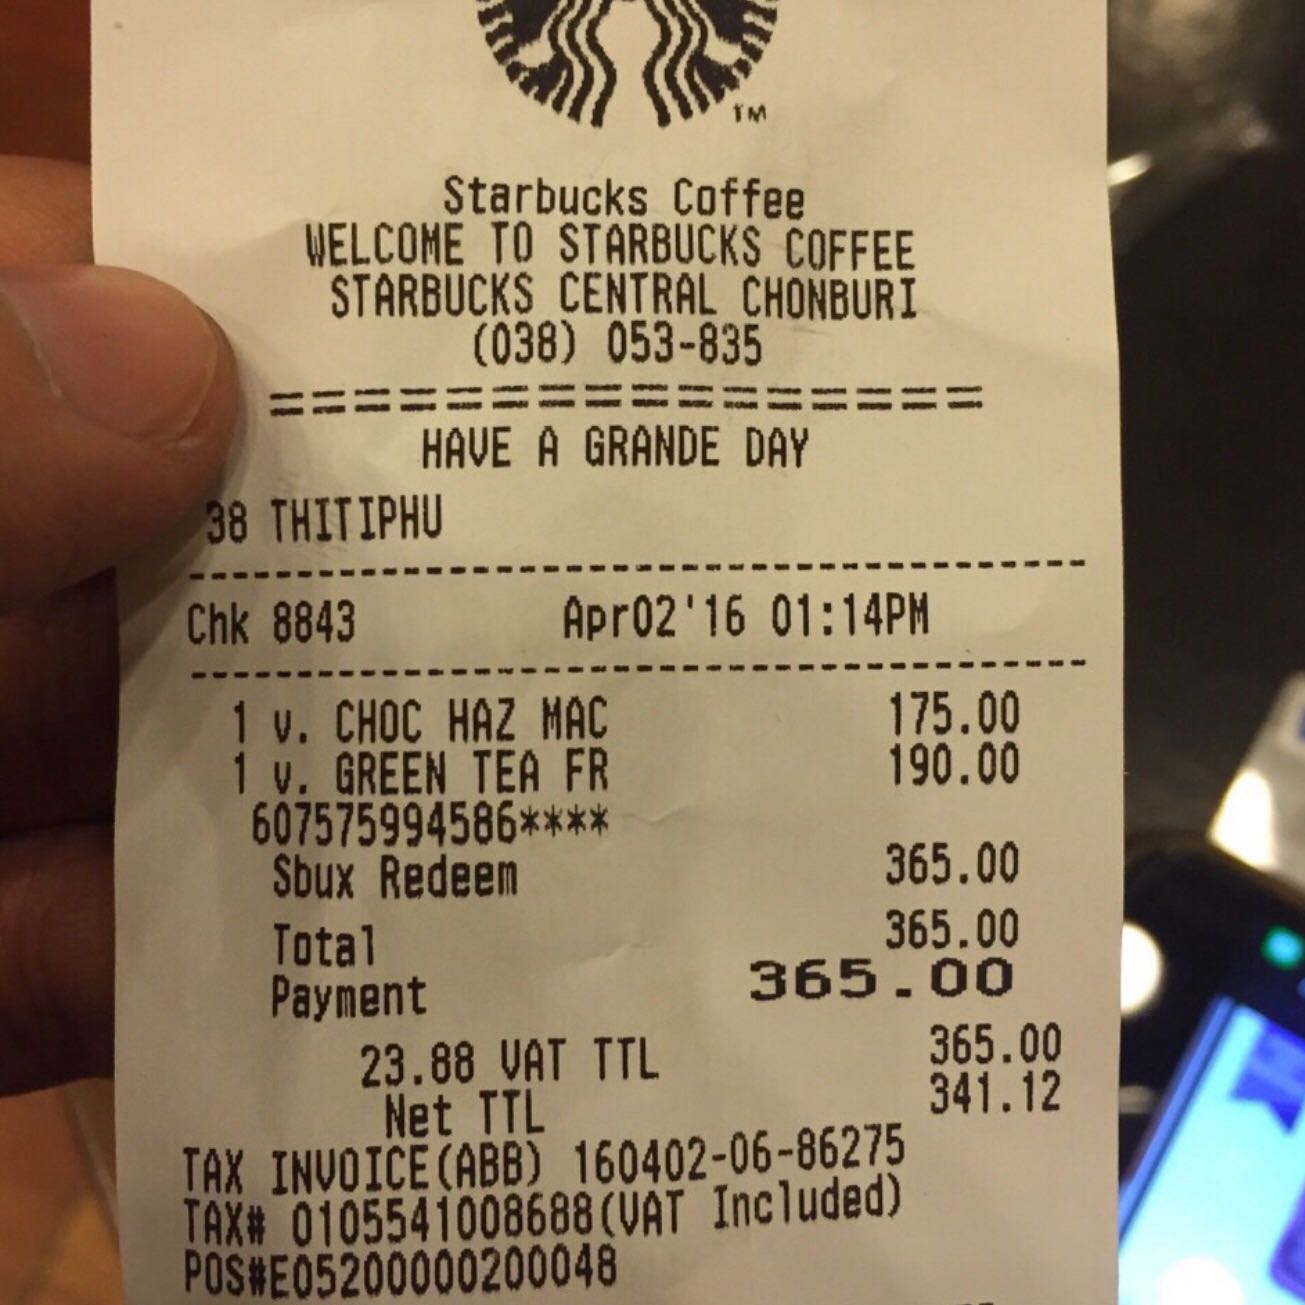 TM
Starbucks Coffee
WELCOME TO STARBUCKS COFFEE
STARBUCKS CENTRAL CHONBURI
(038) 053-835
================
HAVE A GRANDE DAY
38 THITIPHU
----------------------------------------
Chk 8843 Apr02'16 01:14PM
----------------------------------------
1 v. CHOC HAZ MAC 175.00
1 v. GREEN TEA FR 190.00
607575994586****
Sbux Redeem 365.00
Total 365.00
Payment 365.00
23.88 VAT TTL 365.00
Net TTL 341.12
TAX INVOICE(ABB) 160402-06-86275
TAX# 0105541008688(VAT Included)
POS#E05200000200048